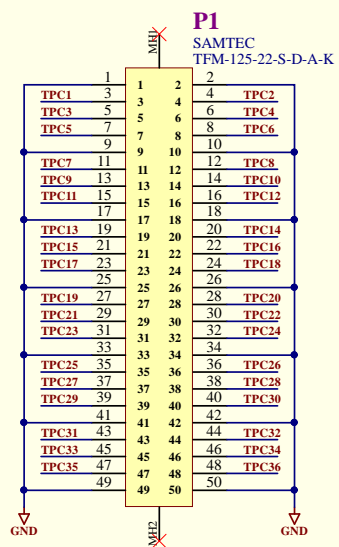 P1
SAMTEC
TFM-125-22-S-D-A-K
MH1
1 1 2 2
TPC1 3 3 4 4 TPC2
TPC3 5 5 6 6 TPC4
TPC5 7 7 8 8 TPC6
9 9 10 10
TPC7 11 11 12 12 TPC8
TPC9 13 13 14 14 TPC10
TPC11 15 15 16 16 TPC12
17 17 18 18
TPC13 19 19 20 20 TPC14
TPC15 21 21 22 22 TPC16
TPC17 23 23 24 24 TPC18
25 25 26 26
TPC19 27 27 28 28 TPC20
TPC21 29 29 30 30 TPC22
TPC23 31 31 32 32 TPC24
33 33 34 34
TPC25 35 35 36 36 TPC26
TPC27 37 37 38 38 TPC28
TPC29 39 39 40 40 TPC30
41 41 42 42
TPC31 43 43 44 44 TPC32
TPC33 45 45 46 46 TPC34
TPC35 47 47 48 48 TPC36
49 49 50 50
MH2
GND GND